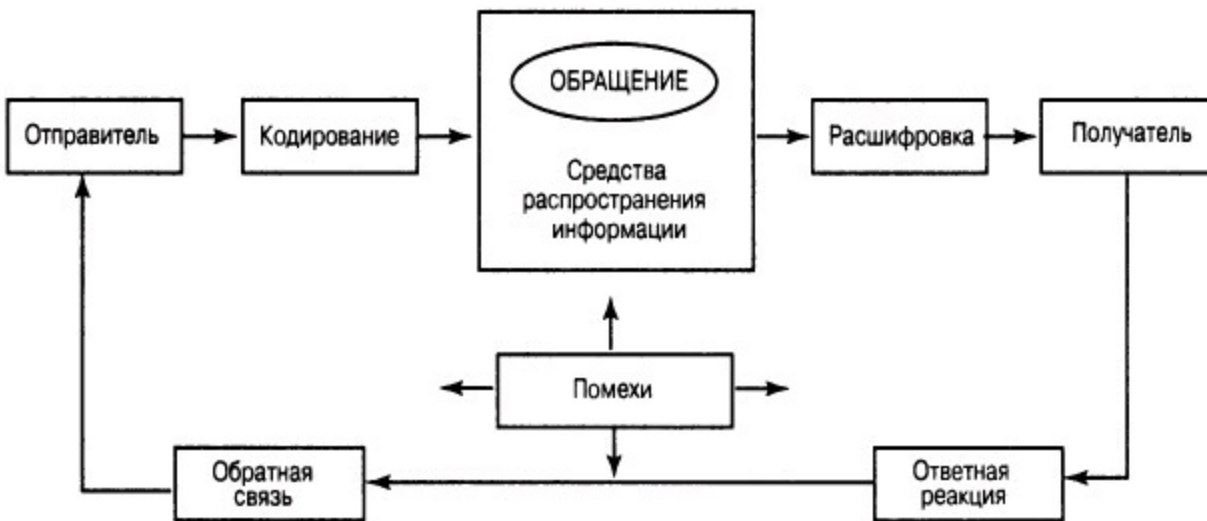 ОБРАЩЕНИЕ
Отправитель
Кодирование
Средства
распространения
информации
Расшифровка
Получатель
Помехи
Обратная
связь
Ответная
реакция